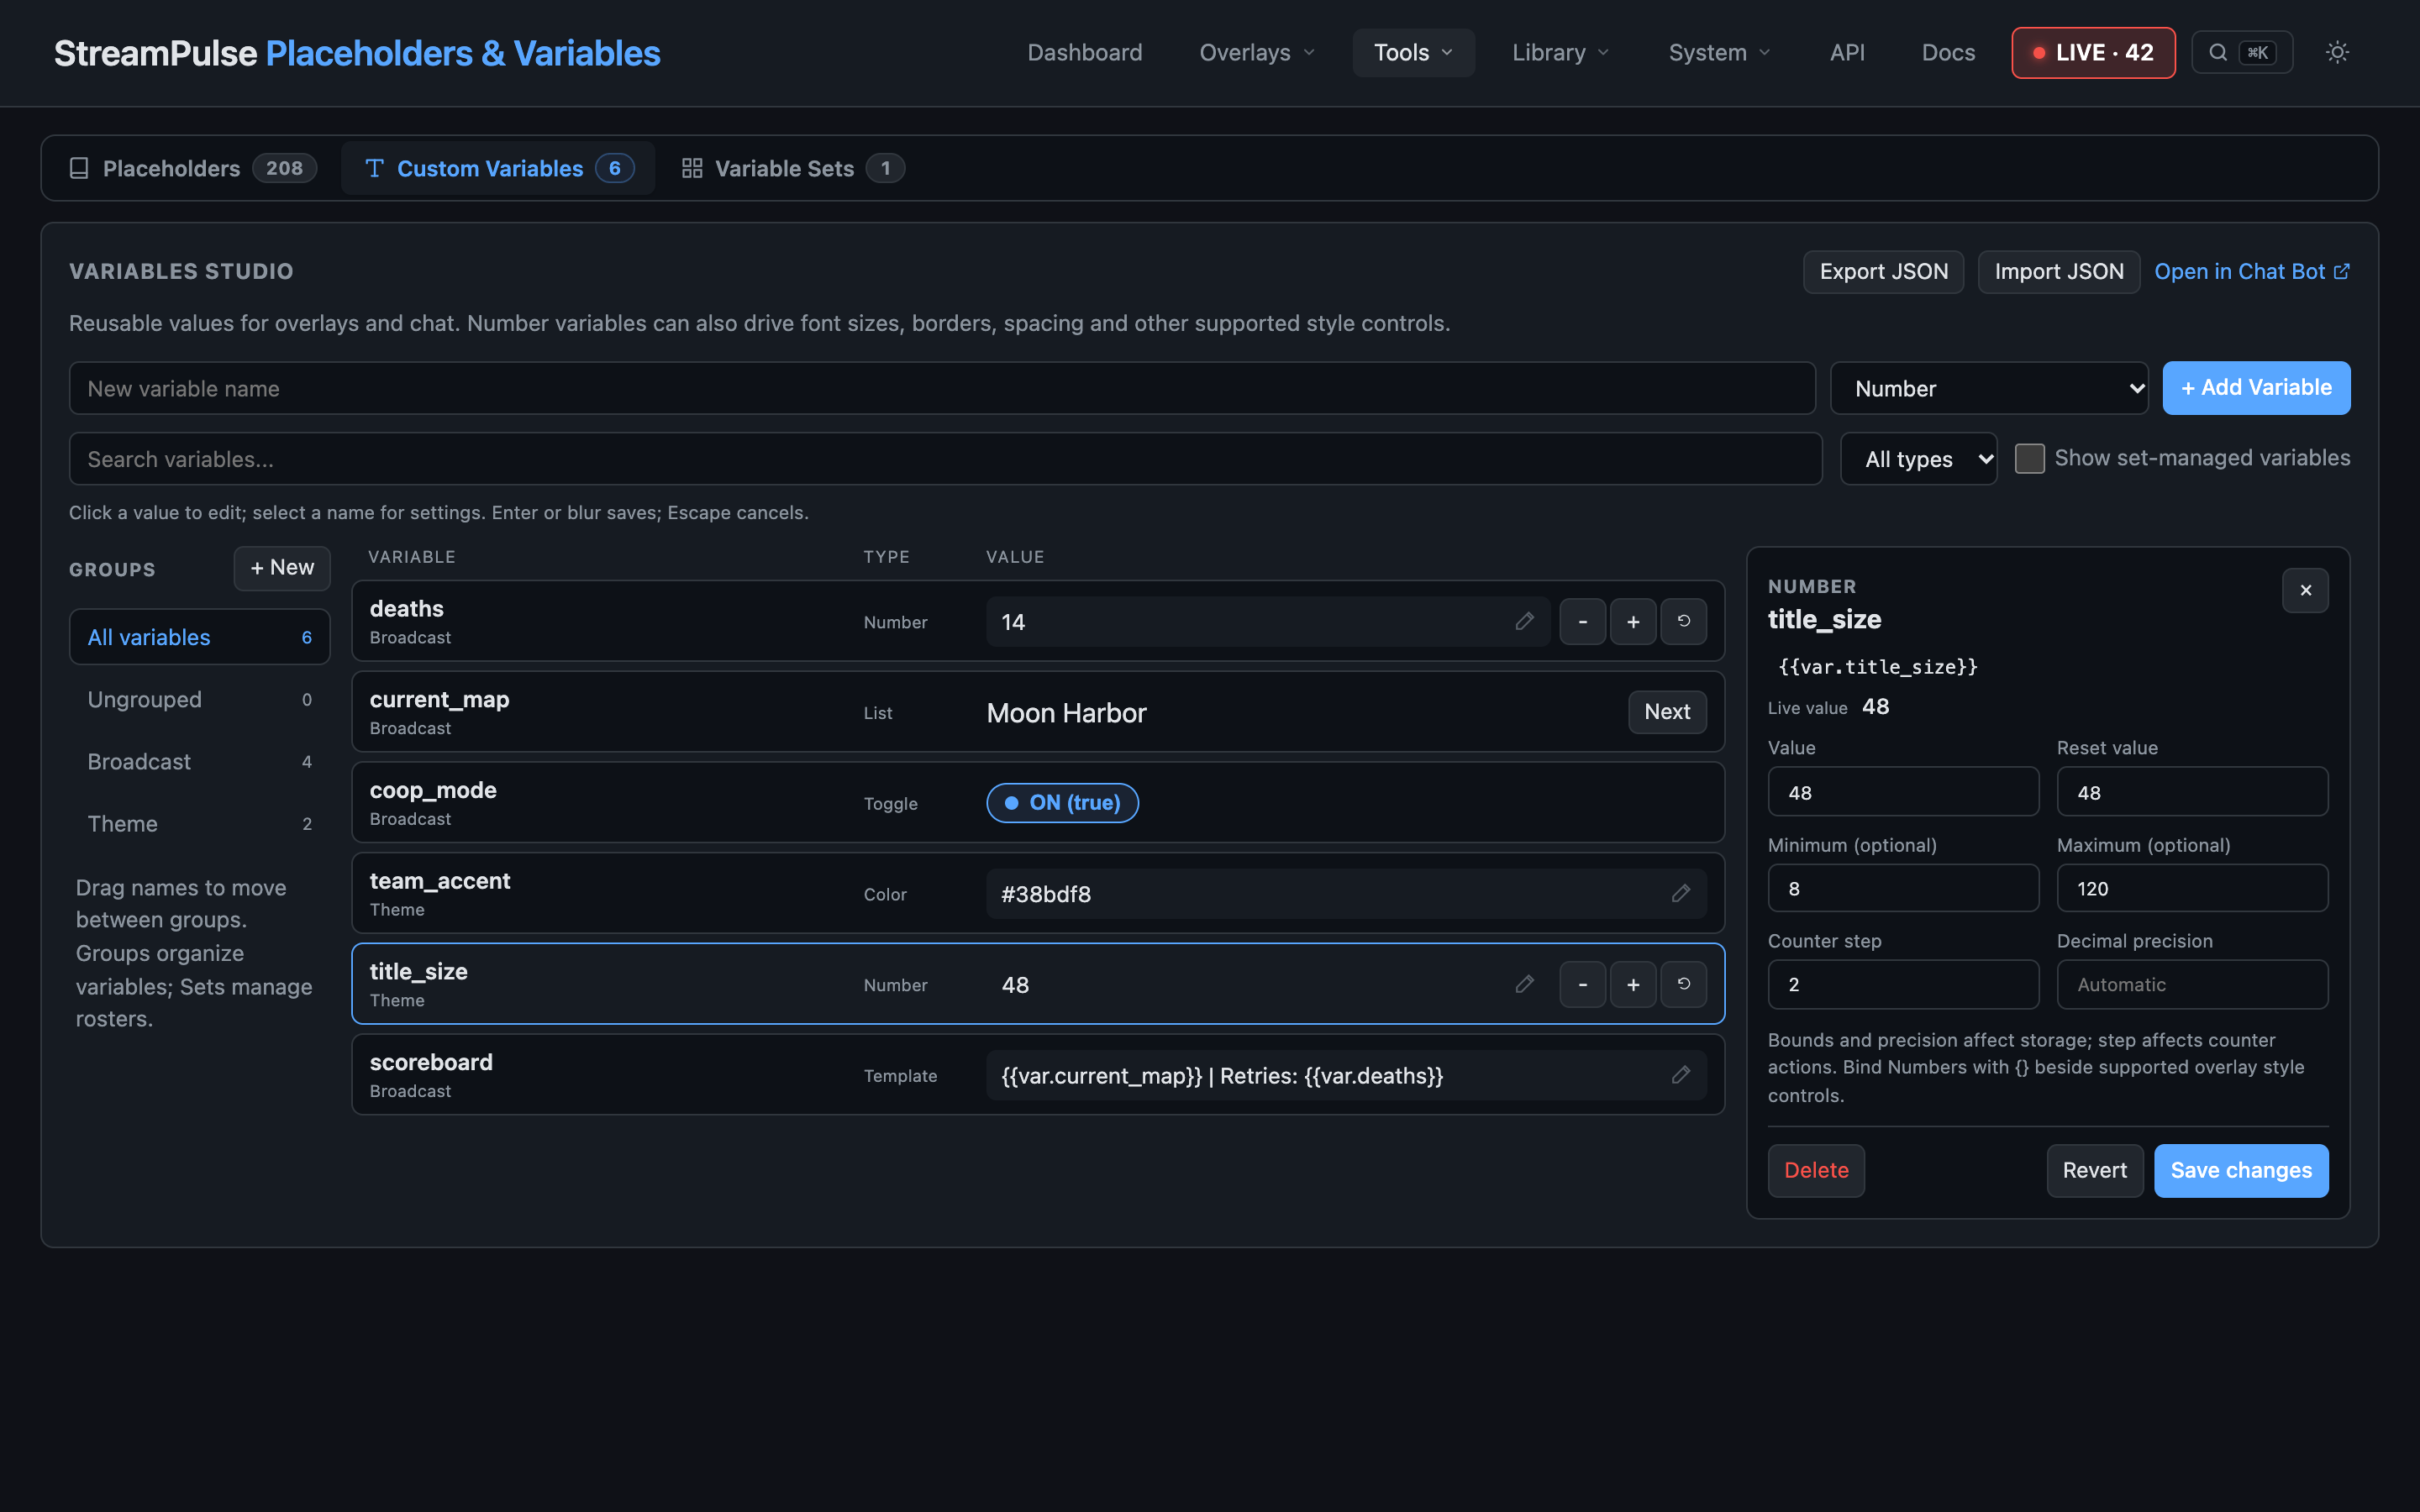 StreamPulse Placeholders & Variables
Dashboard
Overlays
Tools
Library
System
API
Docs
LIVE · 42
⌘K
Placeholders 208
Custom Variables 6
Variable Sets 1
VARIABLES STUDIO
Export JSON
Import JSON
Open in Chat Bot
Reusable values for overlays and chat. Number variables can also drive font sizes, borders, spacing and other supported style controls.
New variable name
Number
+ Add Variable
Search variables...
All types
Show set-managed variables
Click a value to edit; select a name for settings. Enter or blur saves; Escape cancels.
GROUPS
+ New
All variables 6
Ungrouped 0
Broadcast 4
Theme 2
Drag names to move
between groups.
Groups organize
variables; Sets manage
rosters.
VARIABLE TYPE VALUE
deaths
Broadcast
Number
14
- +
current_map
Broadcast
List
Moon Harbor
Next
coop_mode
Broadcast
Toggle
ON (true)
team_accent
Theme
Color
#38bdf8
title_size
Theme
Number
48
- +
scoreboard
Broadcast
Template
{{var.current_map}} | Retries: {{var.deaths}}
NUMBER
×
title_size
{{var.title_size}}
Live value 48
Value
48
Reset value
48
Minimum (optional)
8
Maximum (optional)
120
Counter step
2
Decimal precision
Automatic
Bounds and precision affect storage; step affects counter
actions. Bind Numbers with {} beside supported overlay style
controls.
Delete
Revert
Save changes